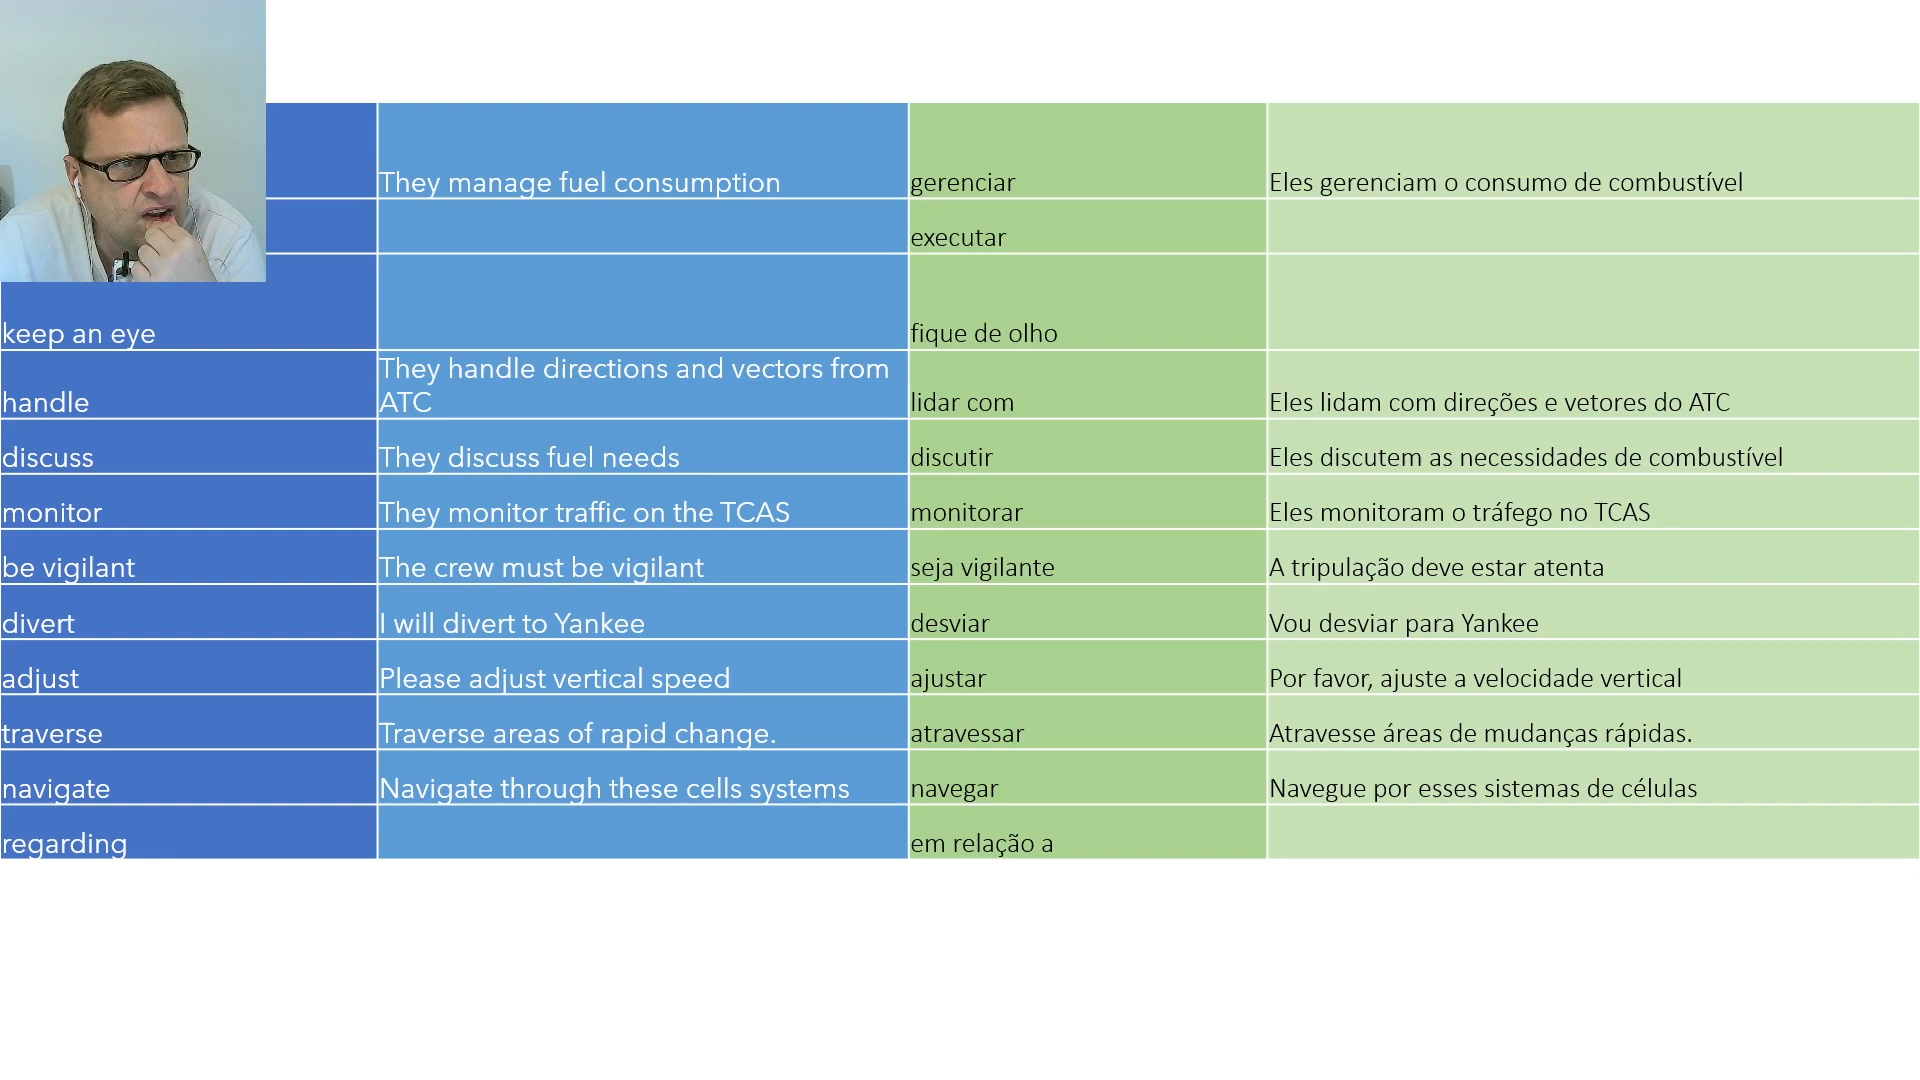 They manage fuel consumption
gerenciar
Eles gerenciam o consumo de combustível
executar
keep an eye
fique de olho
handle
They handle directions and vectors from
ATC
lidar com
Eles lidam com direções e vetores do ATC
discuss
They discuss fuel needs
discutir
Eles discutem as necessidades de combustível
monitor
They monitor traffic on the TCAS
monitorar
Eles monitoram o tráfego no TCAS
be vigilant
The crew must be vigilant
seja vigilante
A tripulação deve estar atenta
divert
I will divert to Yankee
desviar
Vou desviar para Yankee
adjust
Please adjust vertical speed
ajustar
Por favor, ajuste a velocidade vertical
traverse
Traverse areas of rapid change.
atravessar
Atravesse áreas de mudanças rápidas.
navigate
Navigate through these cells systems
navegar
Navegue por esses sistemas de células
regarding
em relação a